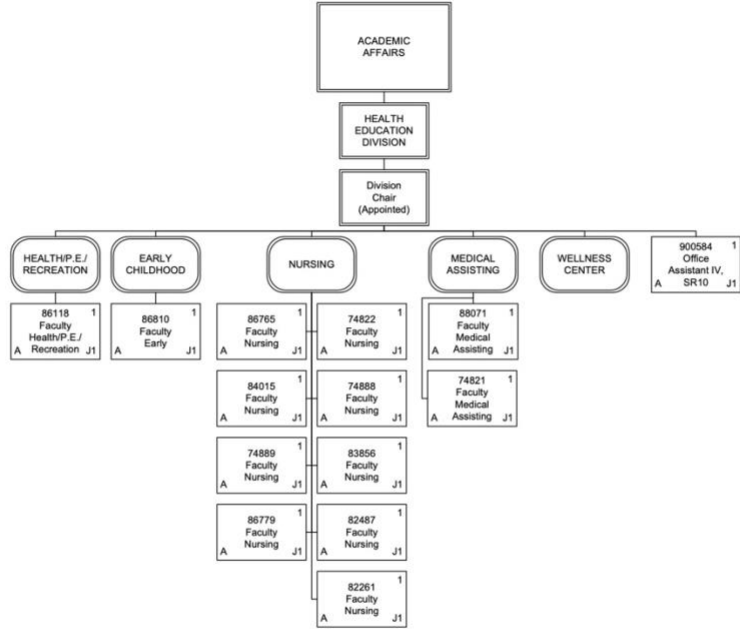 ACADEMIC
AFFAIRS
HEALTH
EDUCATION
DIVISION
Division
Chair
(Appointed)
HEALTH/P.E./
RECREATION
EARLY
CHILDHOOD
NURSING
MEDICAL
ASSISTING
WELLNESS
CENTER
900584 1
Office
Assistant IV,
A SR10 J1
86118 1
Faculty
Health/P.E./
A Recreation J1
86810 1
Faculty
Early
A J1
86765 1
Faculty
Nursing
A J1
74822 1
Faculty
Nursing
A J1
88071 1
Faculty
Medical
Assisting
A J1
84015 1
Faculty
Nursing
A J1
74888 1
Faculty
Nursing
A J1
74821 1
Faculty
Medical
Assisting
A J1
74889 1
Faculty
Nursing
A J1
83856 1
Faculty
Nursing
A J1
86779 1
Faculty
Nursing
A J1
82487 1
Faculty
Nursing
A J1
82261 1
Faculty
Nursing
A J1